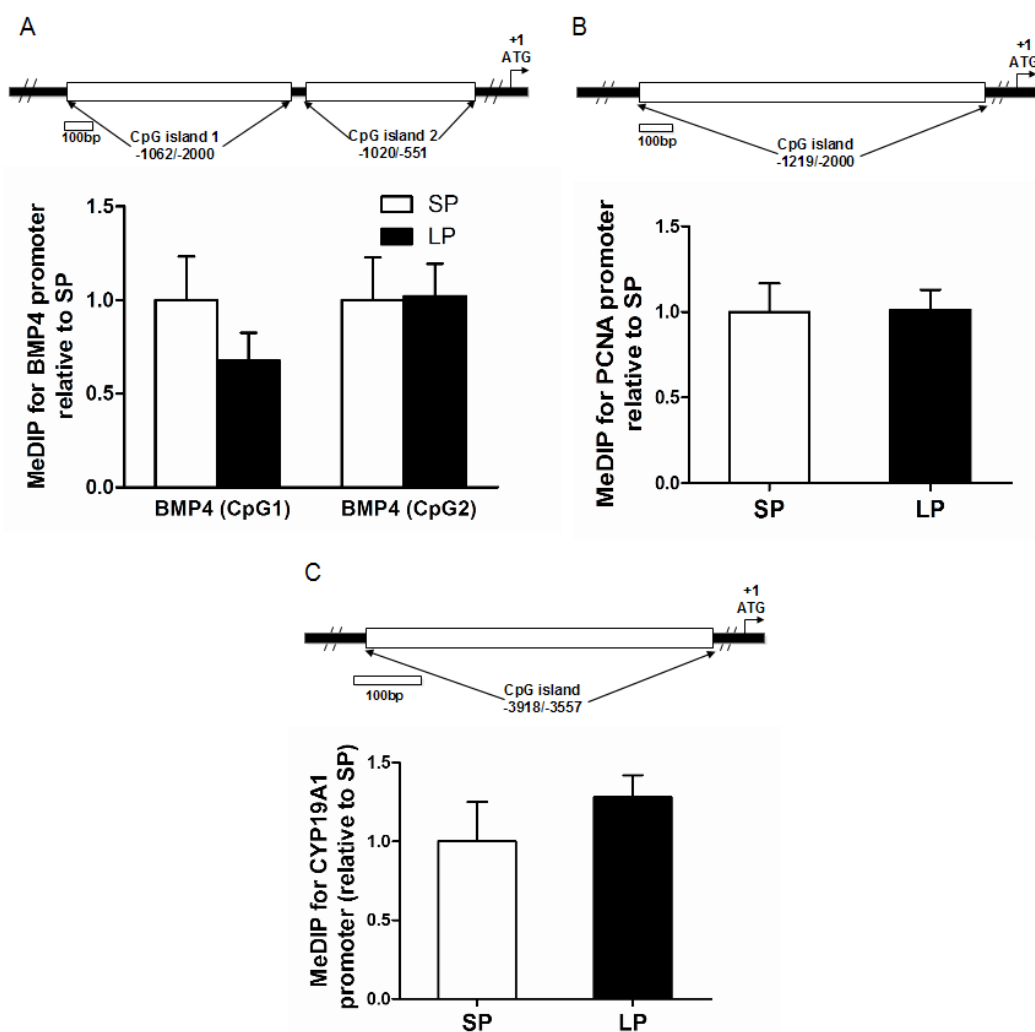 A
+1
ATG
CpG island 1
-1062/-2000
CpG island 2
-1020/-551
100bp
MeDIP for BMP4 promoter
relative to SP
1.5
1.0
0.5
0.0
SP
LP
BMP4 (CpG1)
BMP4 (CpG2)
B
+1
ATG
100bp
CpG island
-1219/-2000
MeDIP for PCNA promoter
relative to SP
1.5
1.0
0.5
0.0
SP
LP
C
+1
ATG
100bp
CpG island
-3918/-3557
MeDIP for CYP19A1
promoter (relative to SP)
1.5
1.0
0.5
0.0
SP
LP